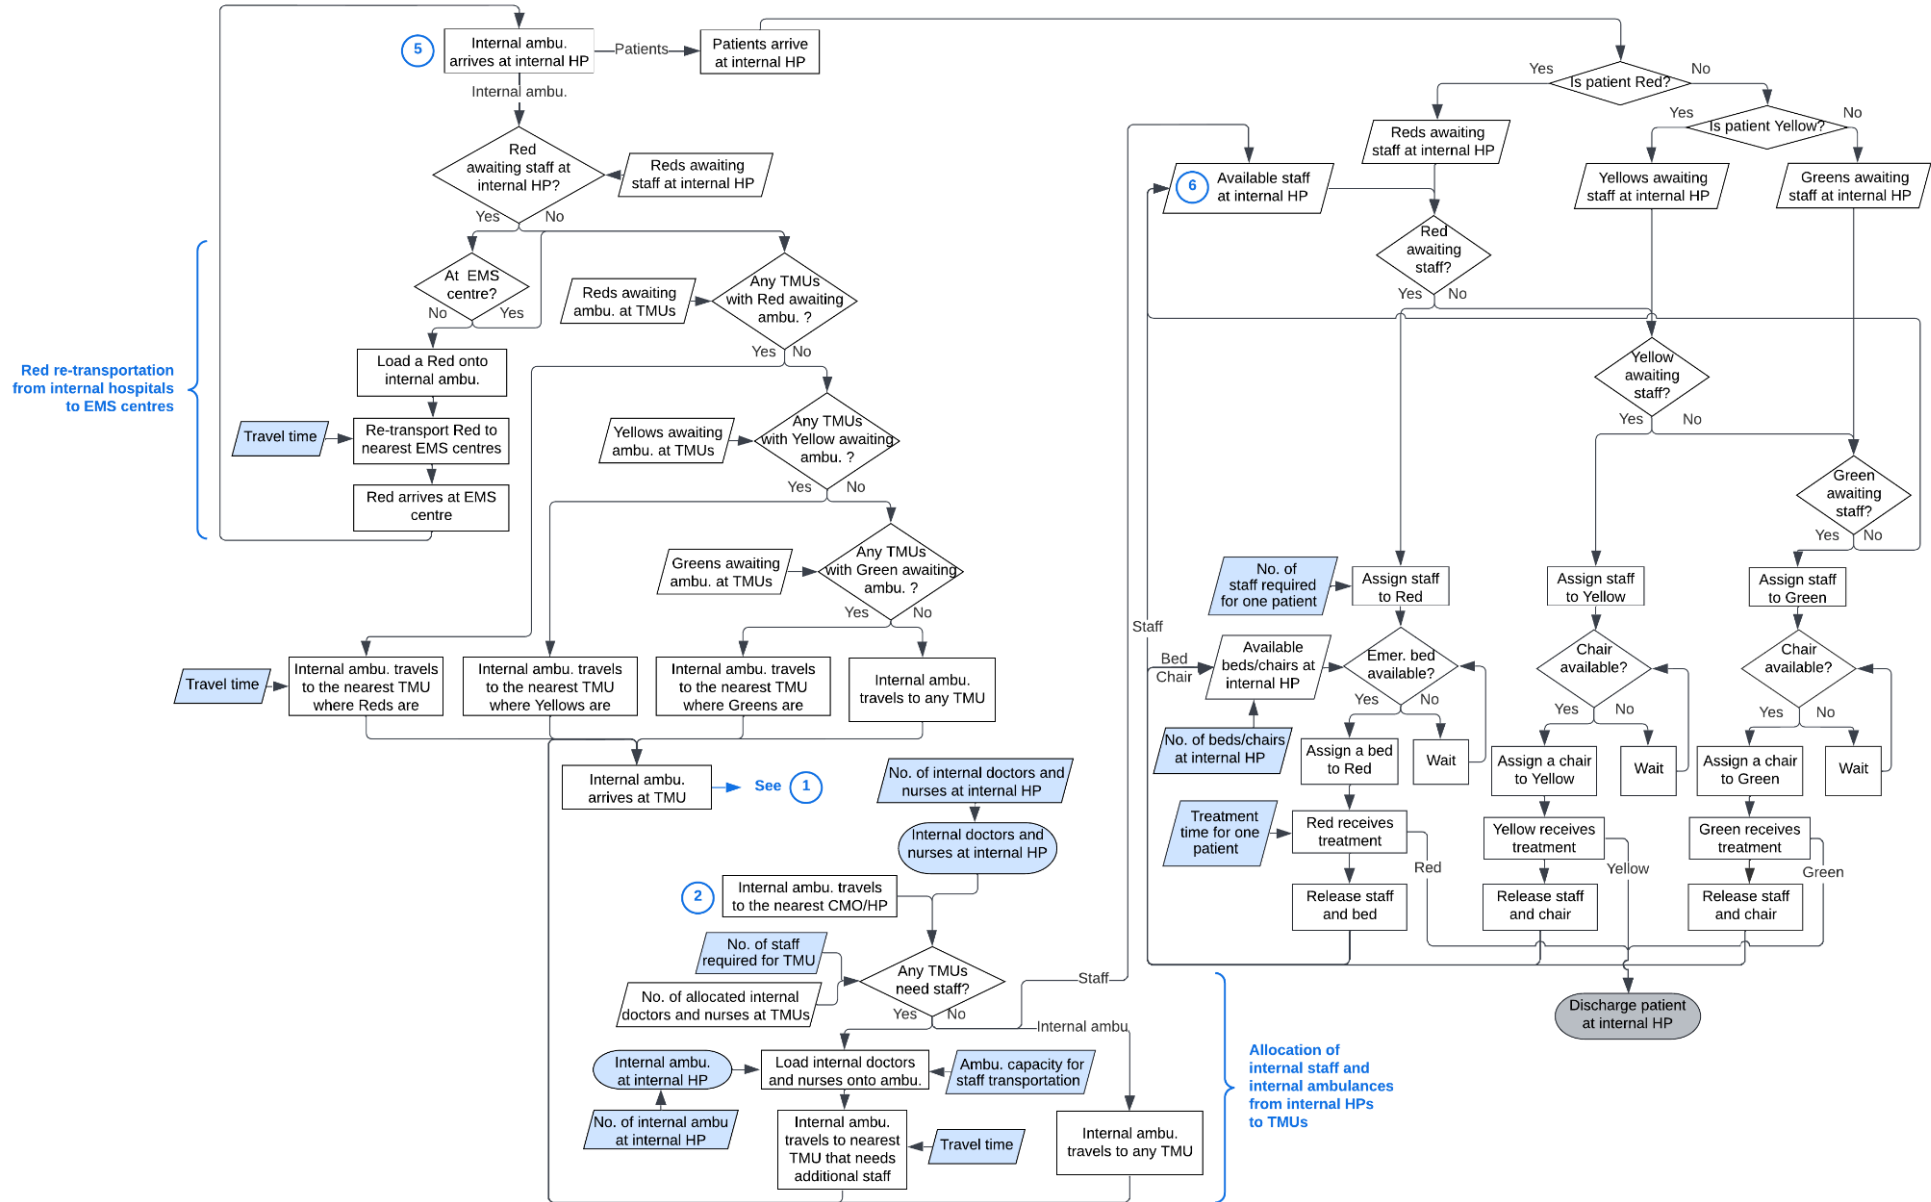 5
Internal ambu.
arrives at internal HP
Patients
Patients arrive
at internal HP
Internal ambu.
Red
awaiting staff at
internal HP?
Reds awaiting
staff at internal HP
Yes
No
At EMS
centre?
No
Yes
Load a Red onto
internal ambu.
Travel time
Re-transport Red to
nearest EMS centres
Red arrives at EMS
centre
Red re-transportation
from internal hospitals
to EMS centres
Reds awaiting
ambu. at TMUs
Any TMUs
with Red awaiting
ambu. ?
Yes
No
Yellows awaiting
ambu. at TMUs
Any TMUs
with Yellow awaiting
ambu. ?
Yes
No
Greens awaiting
ambu. at TMUs
Any TMUs
with Green awaiting
ambu. ?
Yes
No
Travel time
Internal ambu. travels
to the nearest TMU
where Reds are
Internal ambu. travels
to the nearest TMU
where Yellows are
Internal ambu. travels
to the nearest TMU
where Greens are
Internal ambu.
travels to any TMU
Internal ambu.
arrives at TMU
See
1
No. of internal doctors and
nurses at internal HP
Internal doctors and
nurses at internal HP
2
Internal ambu. travels
to the nearest CMO/HP
No. of staff
required for TMU
No. of allocated internal
doctors and nurses at TMUs
Any TMUs
need staff?
Yes
No
Staff
Internal ambu
Internal ambu.
at internal HP
Load internal doctors
and nurses onto ambu.
Ambu. capacity for
staff transportation
No. of internal ambu
at internal HP
Internal ambu.
travels to nearest
TMU that needs
additional staff
Travel time
Internal ambu.
travels to any TMU
Allocation of
internal staff and
internal ambulances
from internal HPs
to TMUs
Is patient Red?
Yes
No
Is patient Yellow?
Yes
No
Reds awaiting
staff at internal HP
Yellows awaiting
staff at internal HP
Greens awaiting
staff at internal HP
6
Available staff
at internal HP
Red
awaiting
staff?
Yes
No
Yellow
awaiting
staff?
Yes
No
Green
awaiting
staff?
Yes
No
No. of
staff required
for one patient
Assign staff
to Red
Assign staff
to Yellow
Assign staff
to Green
Staff
Bed
Chair
Available
beds/chairs at
internal HP
Emer. bed
available?
Chair
available?
Chair
available?
Yes
No
Yes
No
Yes
No
No. of beds/chairs
at internal HP
Assign a bed
to Red
Wait
Assign a chair
to Yellow
Wait
Assign a chair
to Green
Wait
Treatment
time for one
patient
Red receives
treatment
Yellow receives
treatment
Green receives
treatment
Red
Yellow
Green
Release staff
and bed
Release staff
and chair
Release staff
and chair
Discharge patient
at internal HP